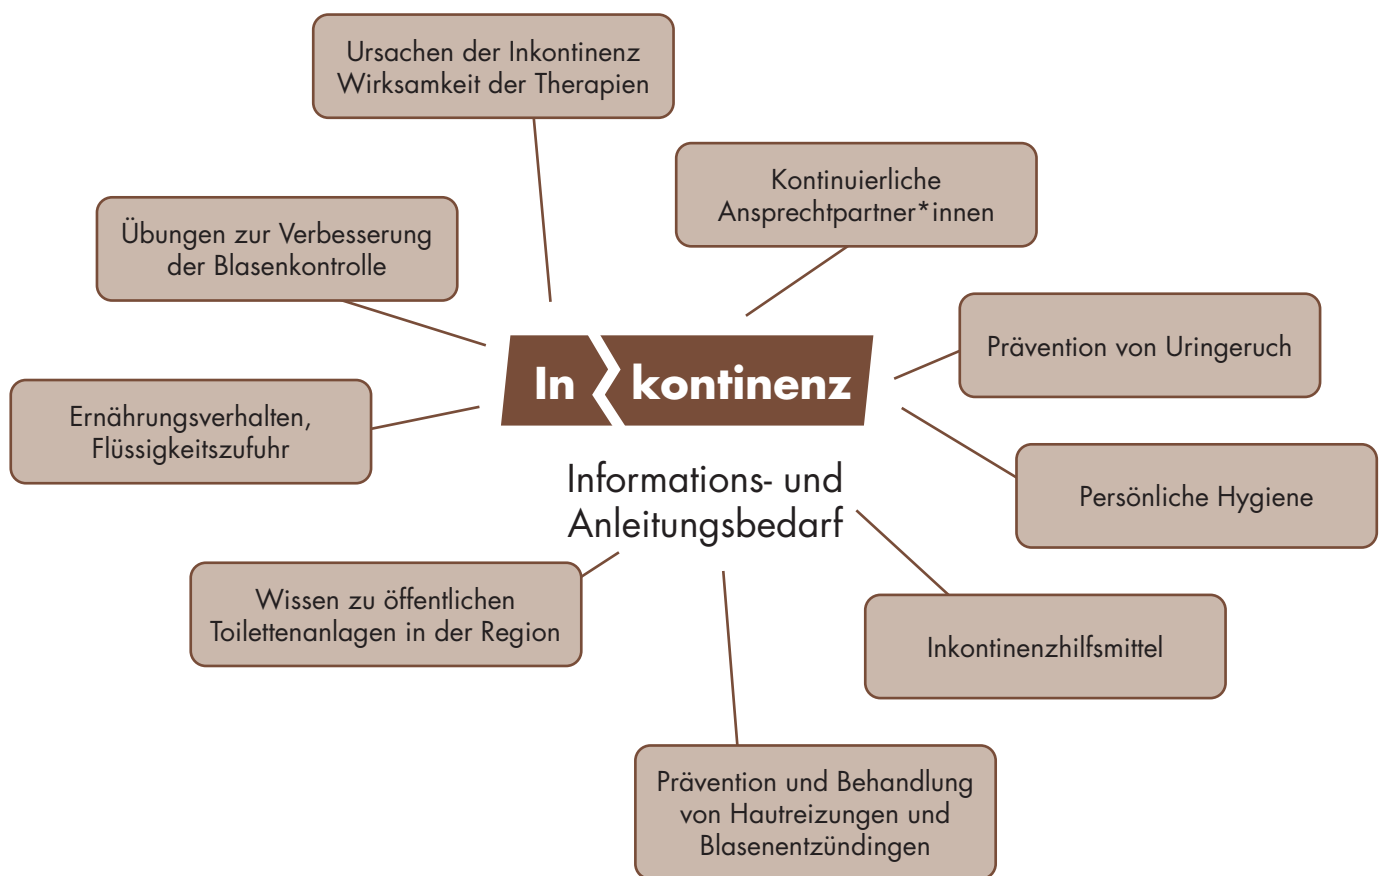 Ursachen der Inkontinenz
Wirksamkeit der Therapien
Kontinuierliche
Ansprechtpartner*innen
Übungen zur Verbesserung
der Blasenkontrolle
Prävention von Uringeruch
In kontinenz
Ernährungsverhalten,
Flüssigkeitszufuhr
Persönliche Hygiene
Informations- und
Anleitungsbedarf
Wissen zu öffentlichen
Toilettenanlagen in der Region
Inkontinenzhilfsmittel
Prävention und Behandlung
von Hautreizungen und
Blasenentzündingen